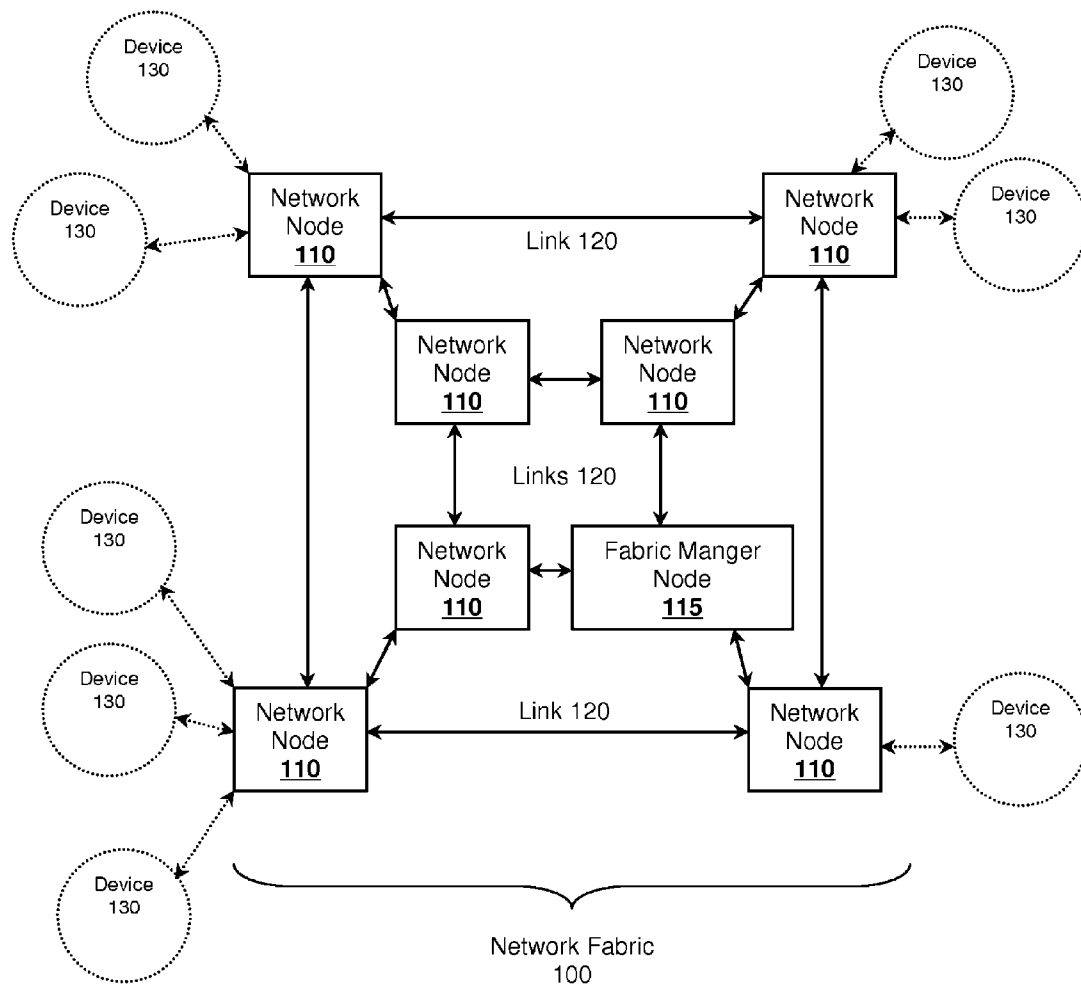 Device
130
Device
130
Device
130
Device
130
Network
Node
110
Network
Node
110
Link 120
Network
Node
110
Network
Node
110
Links 120
Device
130
Network
Node
110
Fabric Manger
Node
115
Device
130
Network
Node
110
Link 120
Network
Node
110
Device
130
Device
130
Network Fabric
100